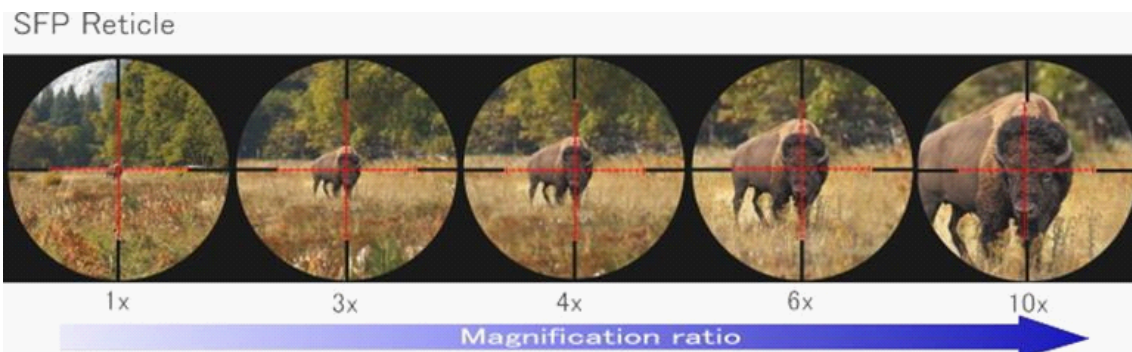 SFP Reticle
1x 3x 4x 6x 10x
Magnification ratio